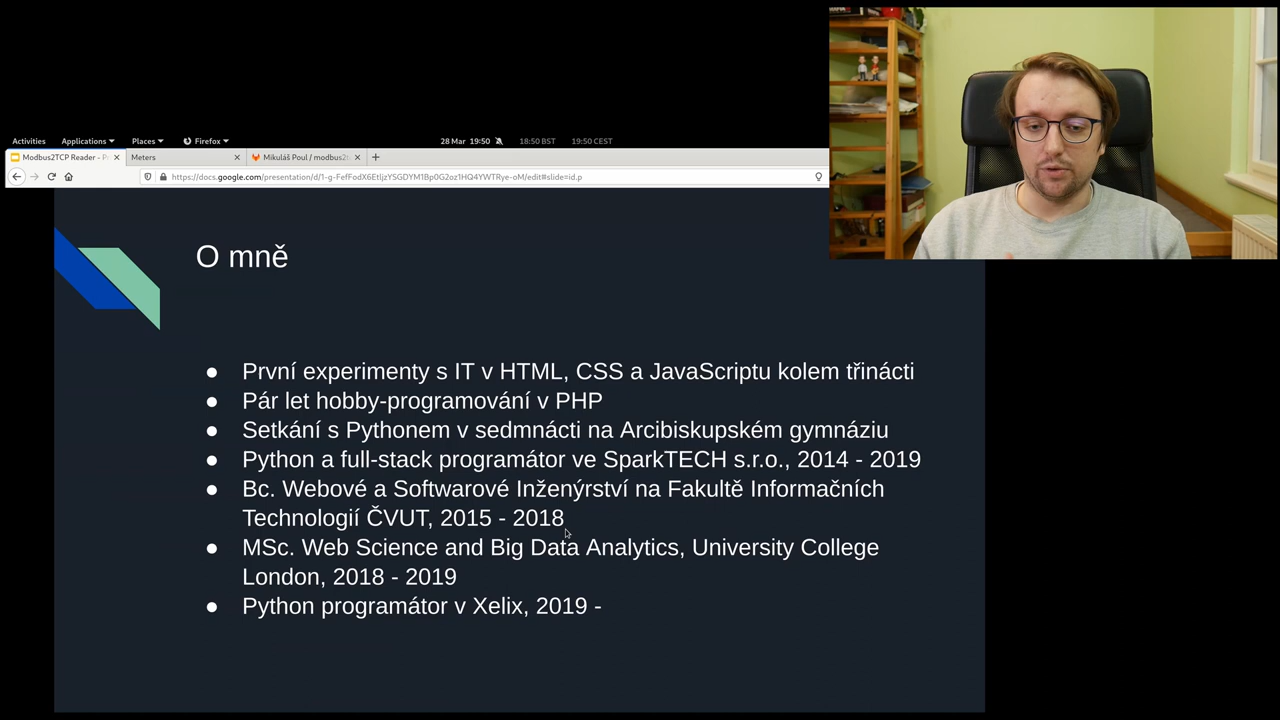 Activities Applications Places Firefox 28 Mar 19:50 18:50 BST 19:50 CEST
Modbus2TCP Reader - P Meters Mikuláš Poul / modbus2
https://docs.google.com/presentation/d/1-g-FefFodX6EtIjzYSGDYM1Bp0G2oz1HQ4YWTRye-oM/edit#slide=id.p
O mně
● První experimenty s IT v HTML, CSS a JavaScriptu kolem třinácti
● Pár let hobby-programování v PHP
● Setkání s Pythonem v sedmnácti na Arcibiskupském gymnáziu
● Python a full-stack programátor ve SparkTECH s.r.o., 2014 - 2019
● Bc. Webové a Softwarové Inženýrství na Fakultě Informačních
Technologií ČVUT, 2015 - 2018
● MSc. Web Science and Big Data Analytics, University College
London, 2018 - 2019
● Python programátor v Xelix, 2019 -